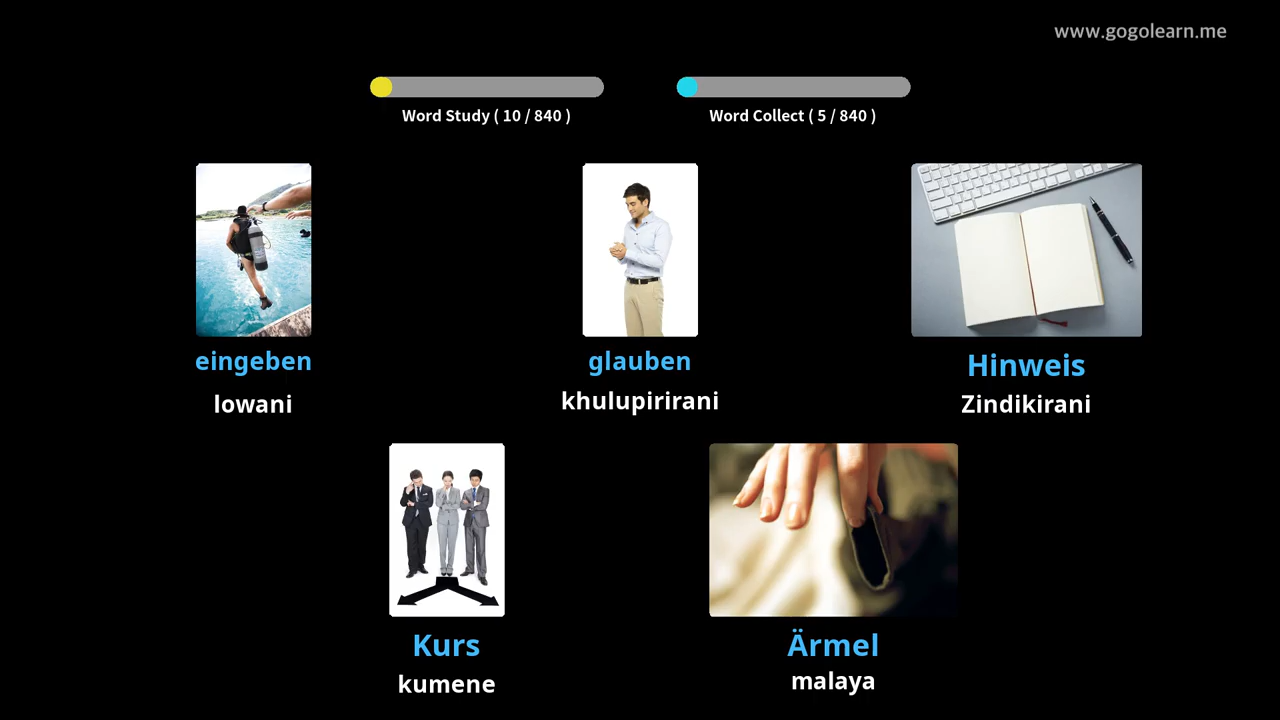 www.gogolearn.me
Word Study ( 10 / 840 )
Word Collect ( 5 / 840 )
eingeben
lowani
glauben
khulupirirani
Hinweis
Zindikirani
Kurs
kumene
Ärmel
malaya